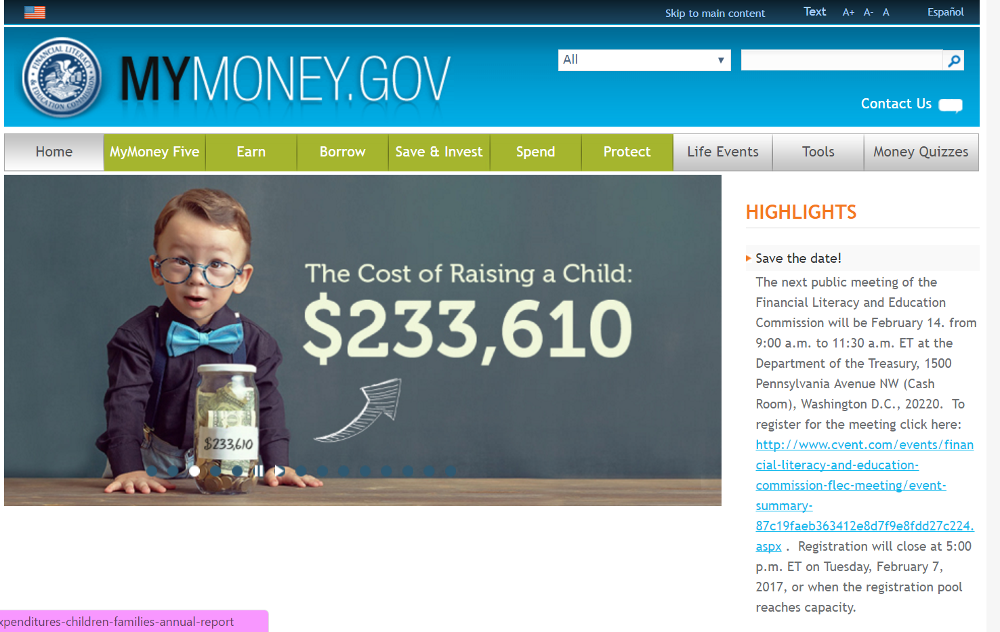 Skip to main content Text A+ A- A Español
FINANCIAL LITERACY & EDUCATION COMMISSION
MYMONEY.GOV
All
Contact Us
Home MyMoney Five Earn Borrow Save & Invest Spend Protect Life Events Tools Money Quizzes
The Cost of Raising a Child:
$233,610
$233,610
HIGHLIGHTS
Save the date!
The next public meeting of the
Financial Literacy and Education
Commission will be February 14. from
9:00 a.m. to 11:30 a.m. ET at the
Department of the Treasury, 1500
Pennsylvania Avenue NW (Cash
Room), Washington D.C., 20220.  To
register for the meeting click here:
http://www.cvent.com/events/finan
cial-literacy-and-education-
commission-flec-meeting/event-
summary-
87c19faeb363412e8d7f9e8fdd27c224.
aspx .  Registration will close at 5:00
p.m. ET on Tuesday, February 7,
2017, or when the registration pool
reaches capacity.
xpenditures-children-families-annual-report